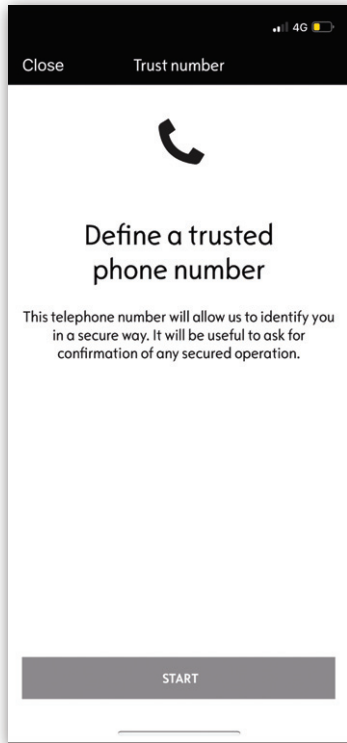 4G
Close Trust number
Define a trusted
phone number
This telephone number will allow us to identify you
in a secure way. It will be useful to ask for
confirmation of any secured operation.
START